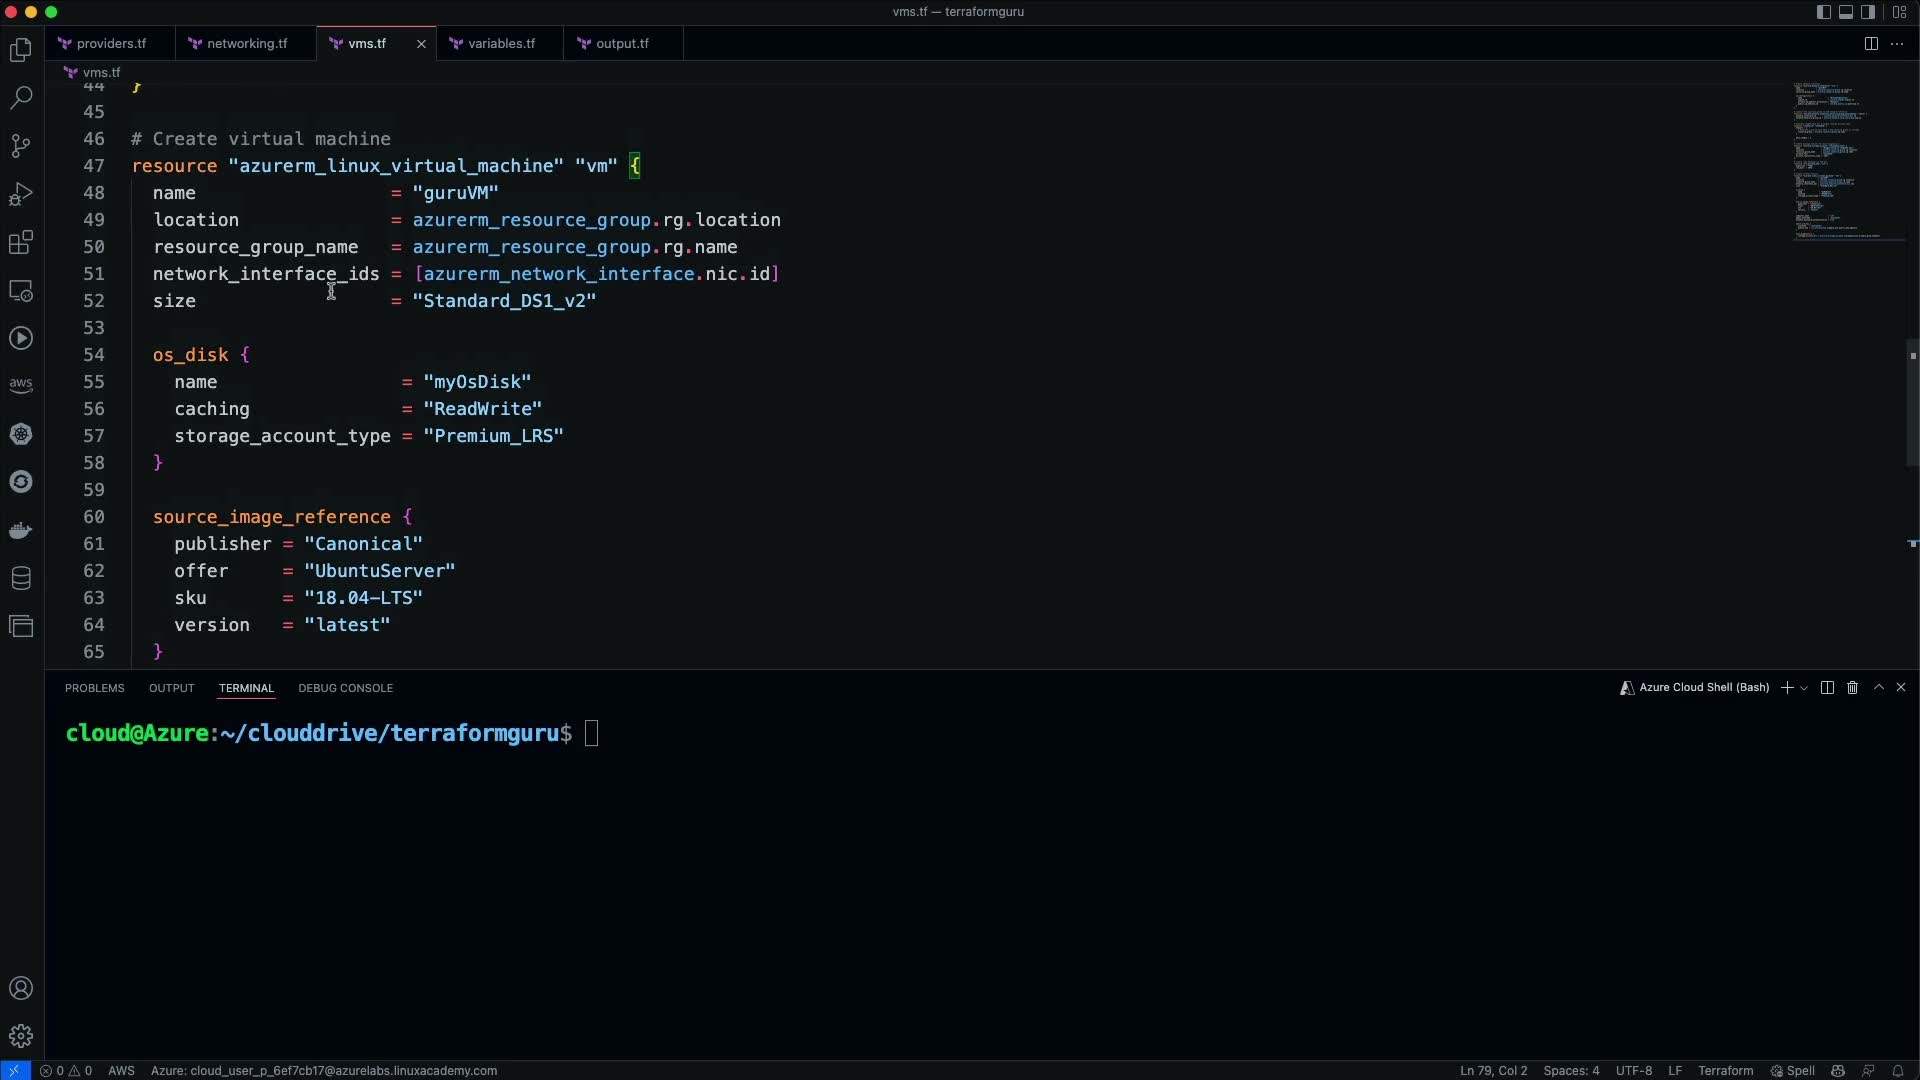 vms.tf — terraformguru
providers.tf
networking.tf
vms.tf
variables.tf
output.tf
vms.tf
44 }
45
46 # Create virtual machine
47 resource "azurerm_linux_virtual_machine" "vm" {
48 name = "guruVM"
49 location = azurerm_resource_group.rg.location
50 resource_group_name = azurerm_resource_group.rg.name
51 network_interface_ids = [azurerm_network_interface.nic.id]
52 size = "Standard_DS1_v2"
53
54 os_disk {
55 name = "myOsDisk"
56 caching = "ReadWrite"
57 storage_account_type = "Premium_LRS"
58 }
59
60 source_image_reference {
61 publisher = "Canonical"
62 offer = "UbuntuServer"
63 sku = "18.04-LTS"
64 version = "latest"
65 }
aws
PROBLEMS OUTPUT TERMINAL DEBUG CONSOLE
Azure Cloud Shell (Bash)
cloud@Azure:~/clouddrive/terraformguru$
0 0 AWS Azure: cloud_user_p_6ef7cb17@azurelabs.linuxacademy.com
Ln 79, Col 2 Spaces: 4 UTF-8 LF Terraform Spell